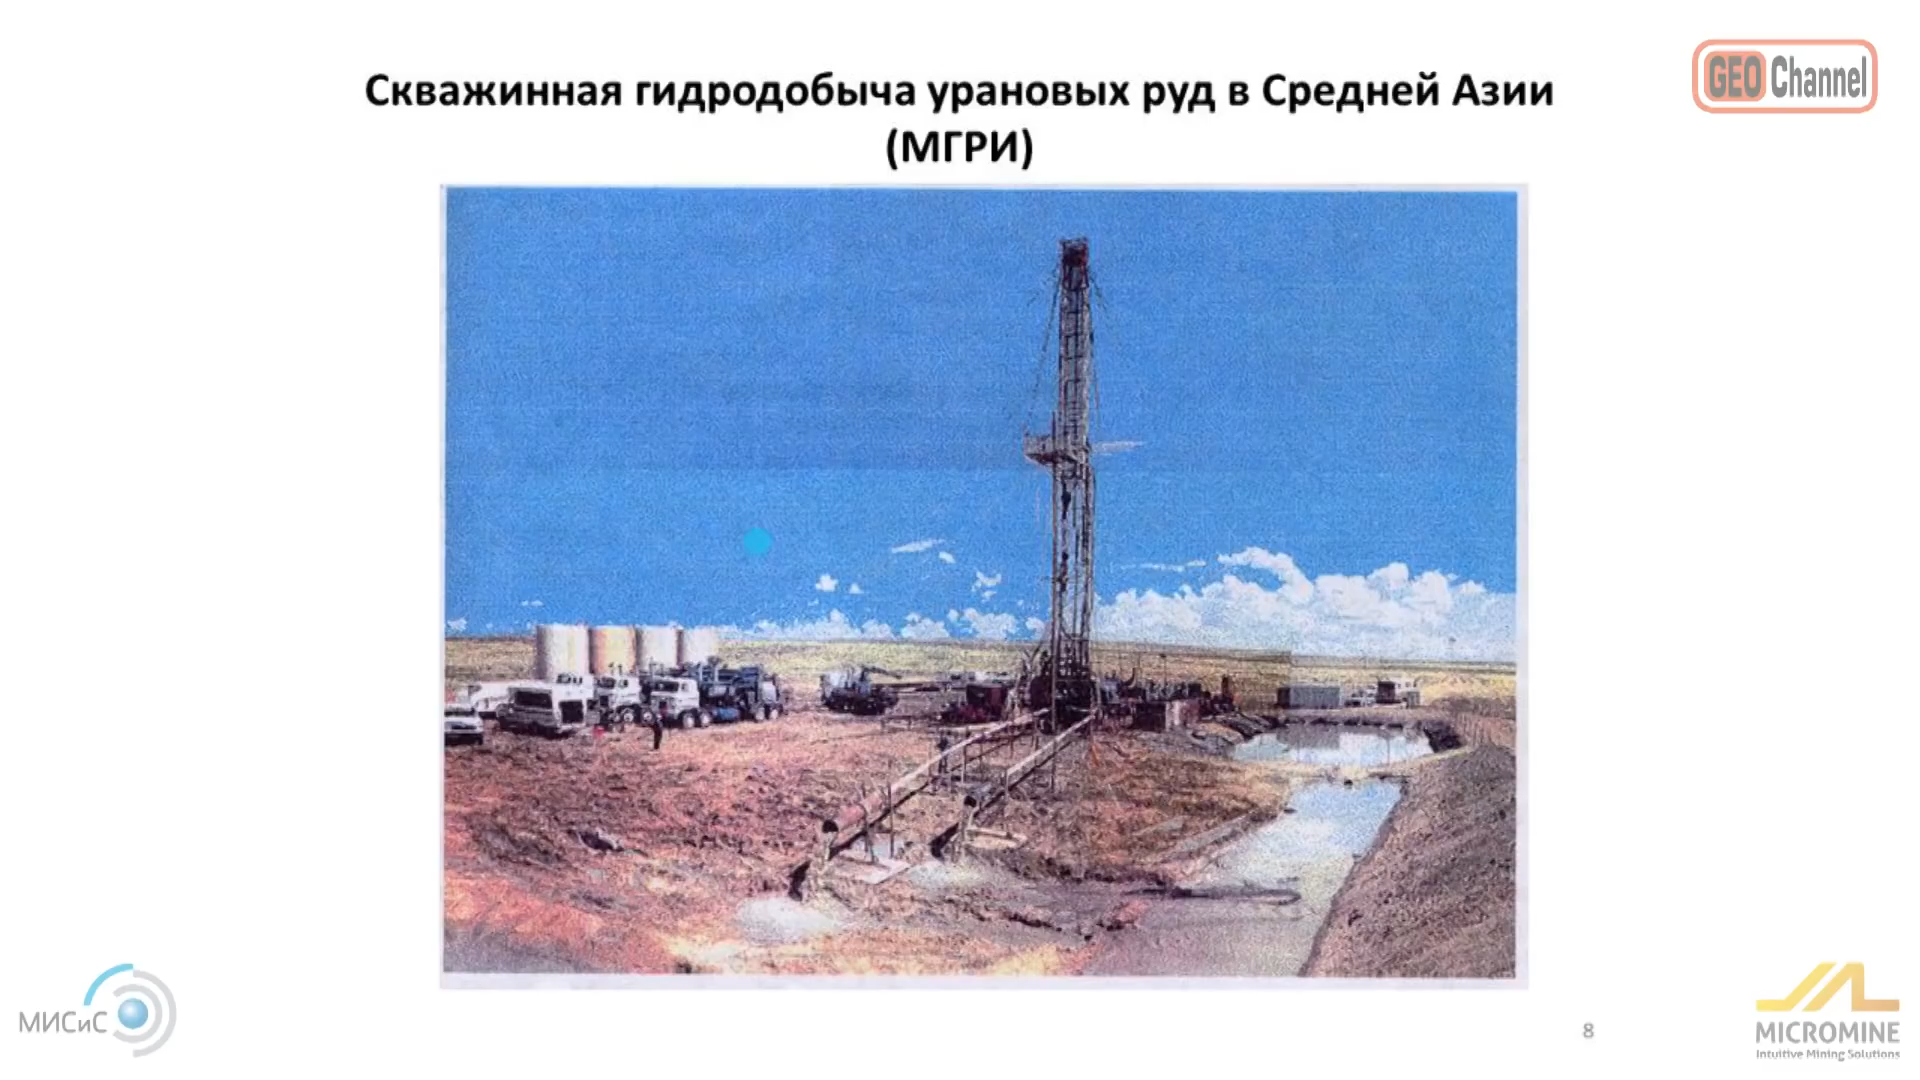 GEO Channel
Скважинная гидродобыча урановых руд в Средней Азии
(МГРИ)
МИСиС
8
MICROMINE
Intuitive Mining Solutions